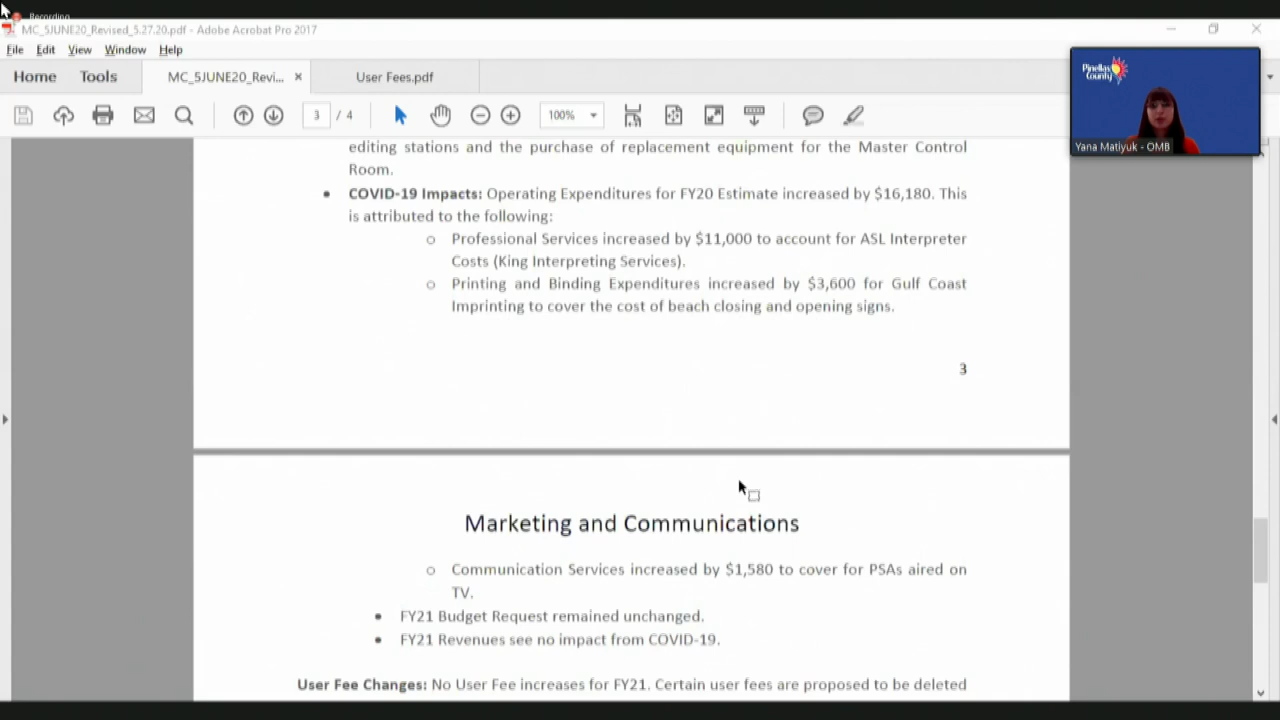 Recording
MC_5JUNE20_Revised_5.27.20.pdf - Adobe Acrobat Pro 2017
File Edit View Window Help
Home Tools MC_5JUNE20_Revi... × User Fees.pdf
3 / 4 100%
Pinellas
County
Yana Matiyuk - OMB
editing stations and the purchase of replacement equipment for the Master Control
Room.
• COVID-19 Impacts: Operating Expenditures for FY20 Estimate increased by $16,180. This
is attributed to the following:
o Professional Services increased by $11,000 to account for ASL Interpreter
Costs (King Interpreting Services).
o Printing and Binding Expenditures increased by $3,600 for Gulf Coast
Imprinting to cover the cost of beach closing and opening signs.
3
Marketing and Communications
o Communication Services increased by $1,580 to cover for PSAs aired on
TV.
• FY21 Budget Request remained unchanged.
• FY21 Revenues see no impact from COVID-19.
User Fee Changes: No User Fee increases for FY21. Certain user fees are proposed to be deleted